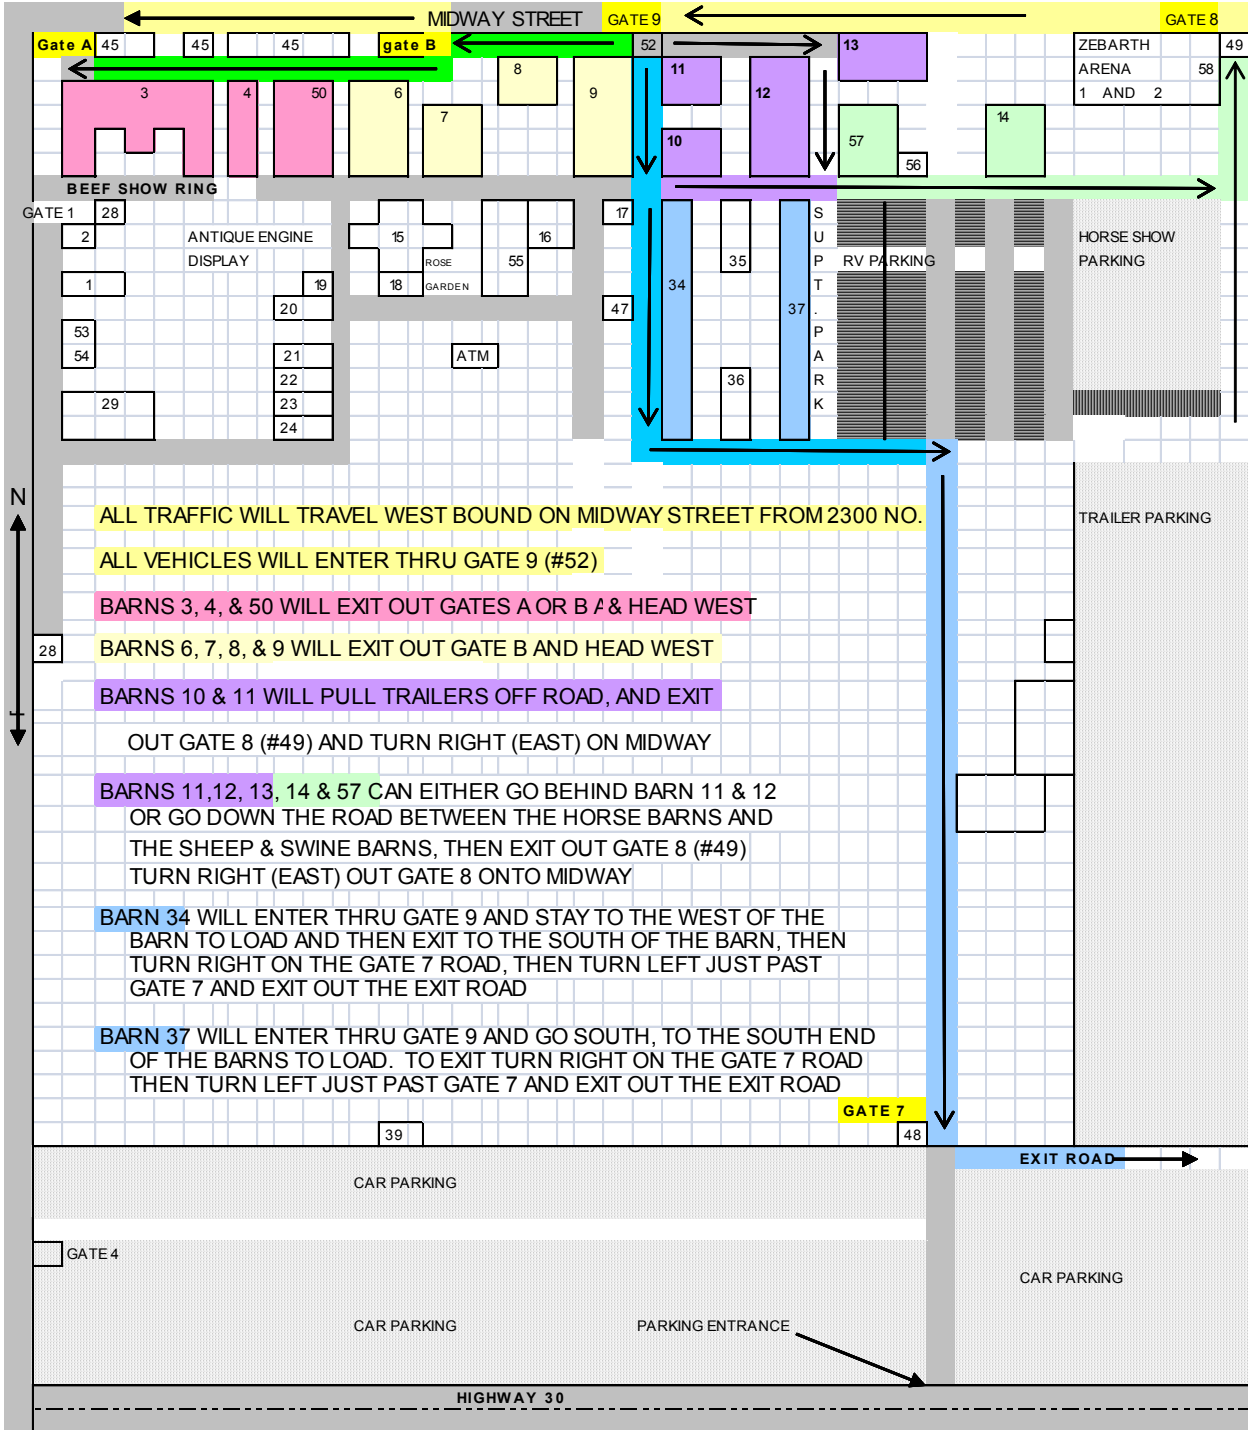 MIDWAY STREET GATE 9 GATE 8
Gate A 45 45 45 gate B 52 13 ZEBARTH 49
8 11 ARENA 58
3 4 50 6 9 12 1 AND 2
7 14
10 57
56
BEEF SHOW RING
GATE 1 28 17 S
2 ANTIQUE ENGINE 15 16 U HORSE SHOW
DISPLAY ROSE 55 35 P RV PARKING PARKING
1 19 18 GARDEN 34 T
20 47 37 .
53 P
54 21 ATM A
22 36 R
29 23 K
24
N
ALL TRAFFIC WILL TRAVEL WEST BOUND ON MIDWAY STREET FROM 2300 NO. TRAILER PARKING
ALL VEHICLES WILL ENTER THRU GATE 9 (#52)
BARNS 3, 4, & 50 WILL EXIT OUT GATES A OR B A & HEAD WEST
28 BARNS 6, 7, 8, & 9 WILL EXIT OUT GATE B AND HEAD WEST
BARNS 10 & 11 WILL PULL TRAILERS OFF ROAD, AND EXIT
OUT GATE 8 (#49) AND TURN RIGHT (EAST) ON MIDWAY
BARNS 11,12, 13, 14 & 57 CAN EITHER GO BEHIND BARN 11 & 12
OR GO DOWN THE ROAD BETWEEN THE HORSE BARNS AND
THE SHEEP & SWINE BARNS, THEN EXIT OUT GATE 8 (#49)
TURN RIGHT (EAST) OUT GATE 8 ONTO MIDWAY
BARN 34 WILL ENTER THRU GATE 9 AND STAY TO THE WEST OF THE
BARN TO LOAD AND THEN EXIT TO THE SOUTH OF THE BARN, THEN
TURN RIGHT ON THE GATE 7 ROAD, THEN TURN LEFT JUST PAST
GATE 7 AND EXIT OUT THE EXIT ROAD
BARN 37 WILL ENTER THRU GATE 9 AND GO SOUTH, TO THE SOUTH END
OF THE BARNS TO LOAD. TO EXIT TURN RIGHT ON THE GATE 7 ROAD
THEN TURN LEFT JUST PAST GATE 7 AND EXIT OUT THE EXIT ROAD
GATE 7
39 48
EXIT ROAD
CAR PARKING
GATE 4
CAR PARKING
CAR PARKING PARKING ENTRANCE
HIGHWAY 30